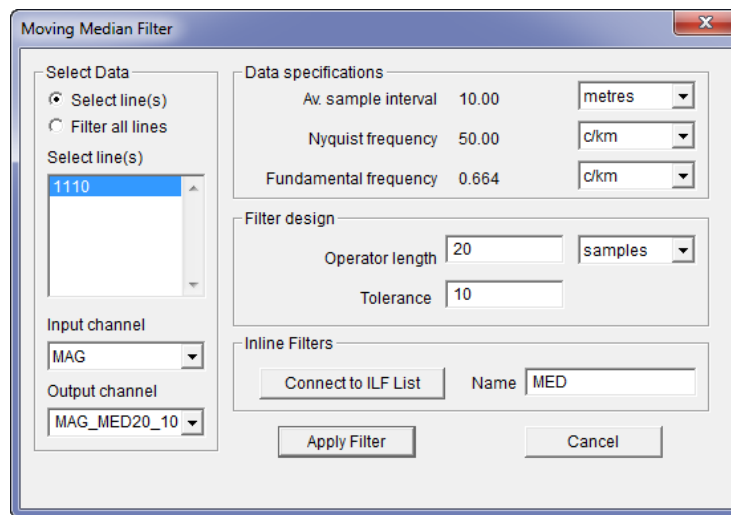 Moving Median Filter
Select Data
Select line(s)
Filter all lines
Select line(s)
1110
Input channel
MAG
Output channel
MAG_MED20_10
Data specifications
Av. sample interval 10.00 metres
Nyquist frequency 50.00 c/km
Fundamental frequency 0.664 c/km
Filter design
Operator length 20 samples
Tolerance 10
Inline Filters
Connect to ILF List Name MED
Apply Filter Cancel